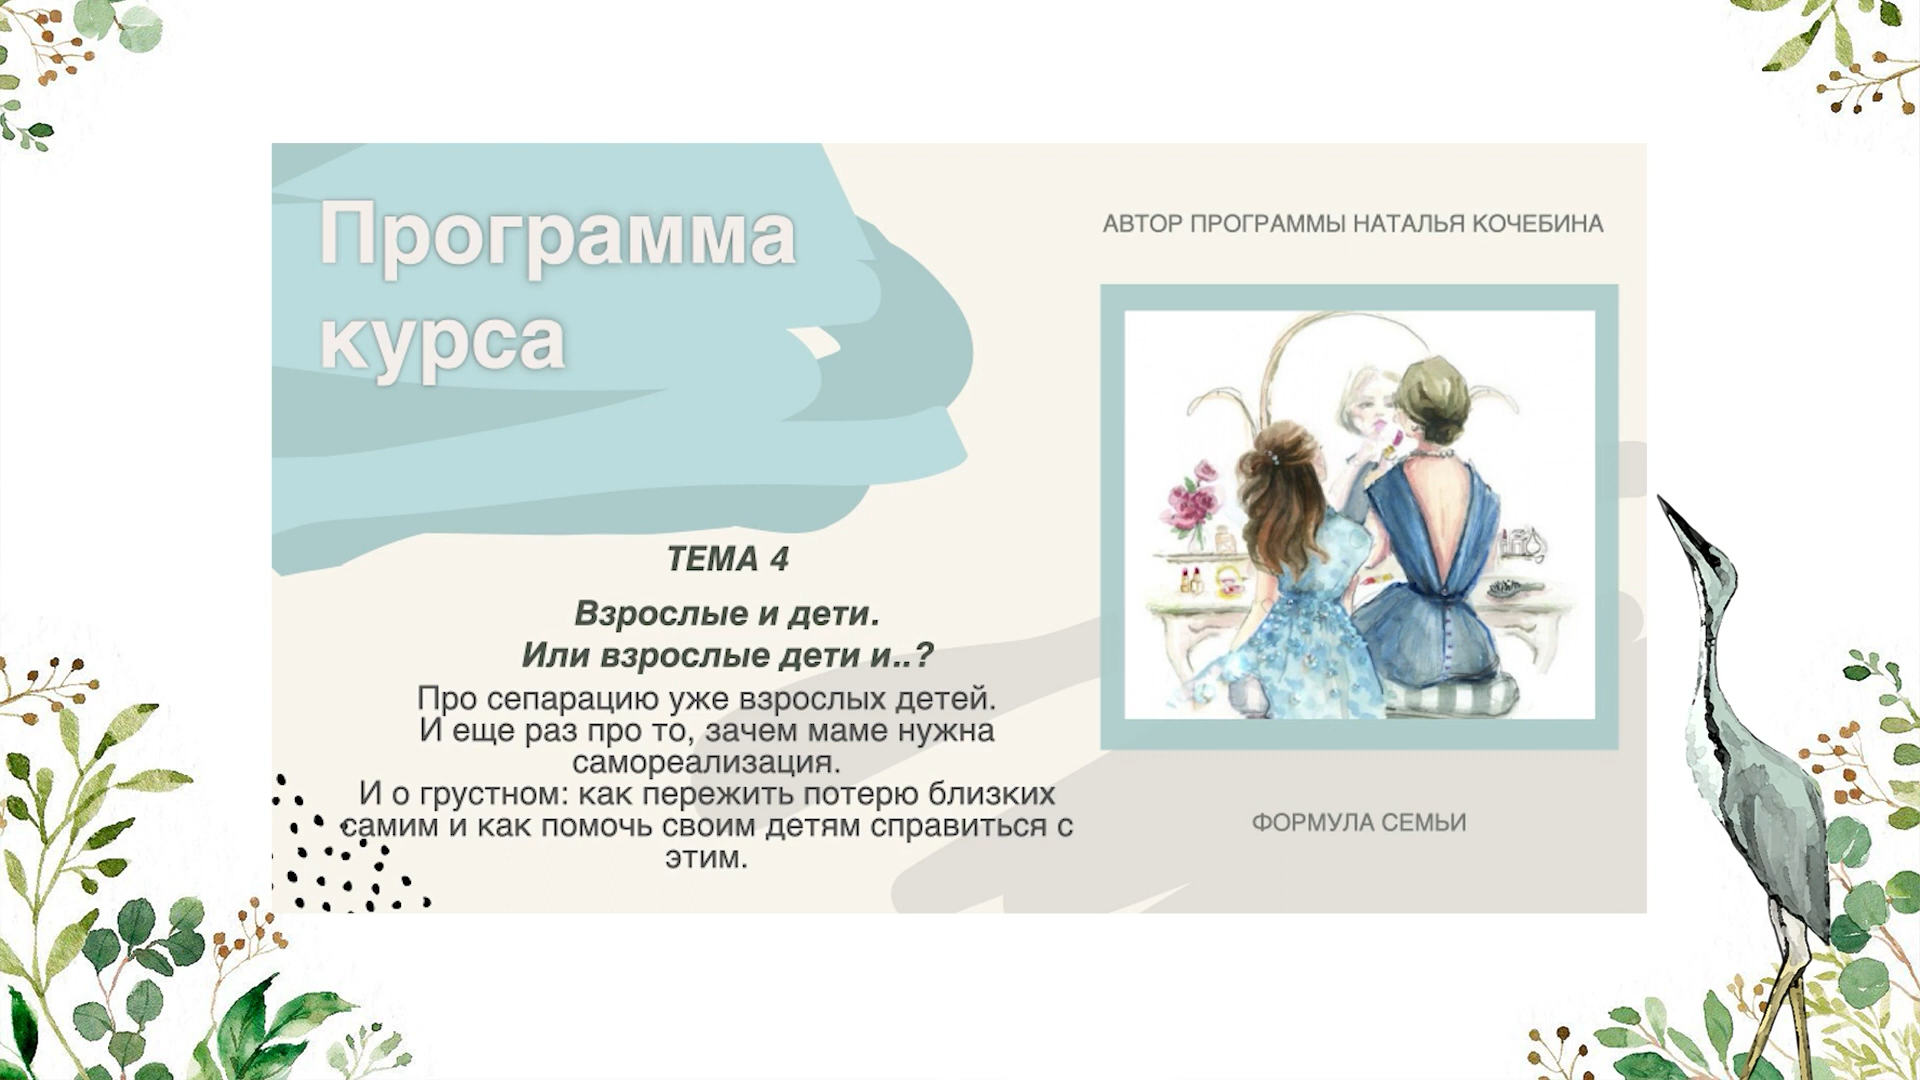 Программа
курса
АВТОР ПРОГРАММЫ НАТАЛЬЯ КОЧЕБИНА
ТЕМА 4
Взрослые и дети.
Или взрослые дети и..?
Про сепарацию уже взрослых детей.
И еще раз про то, зачем маме нужна
самореализация.
И о грустном: как пережить потерю близких
самим и как помочь своим детям справиться с
этим.
ФОРМУЛА СЕМЬИ